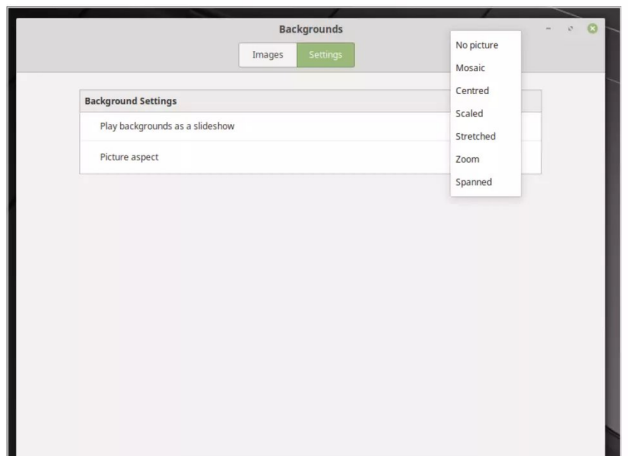 Backgrounds
Images Settings
Background Settings
Play backgrounds as a slideshow
Picture aspect
No picture
Mosaic
Centred
Scaled
Stretched
Zoom
Spanned